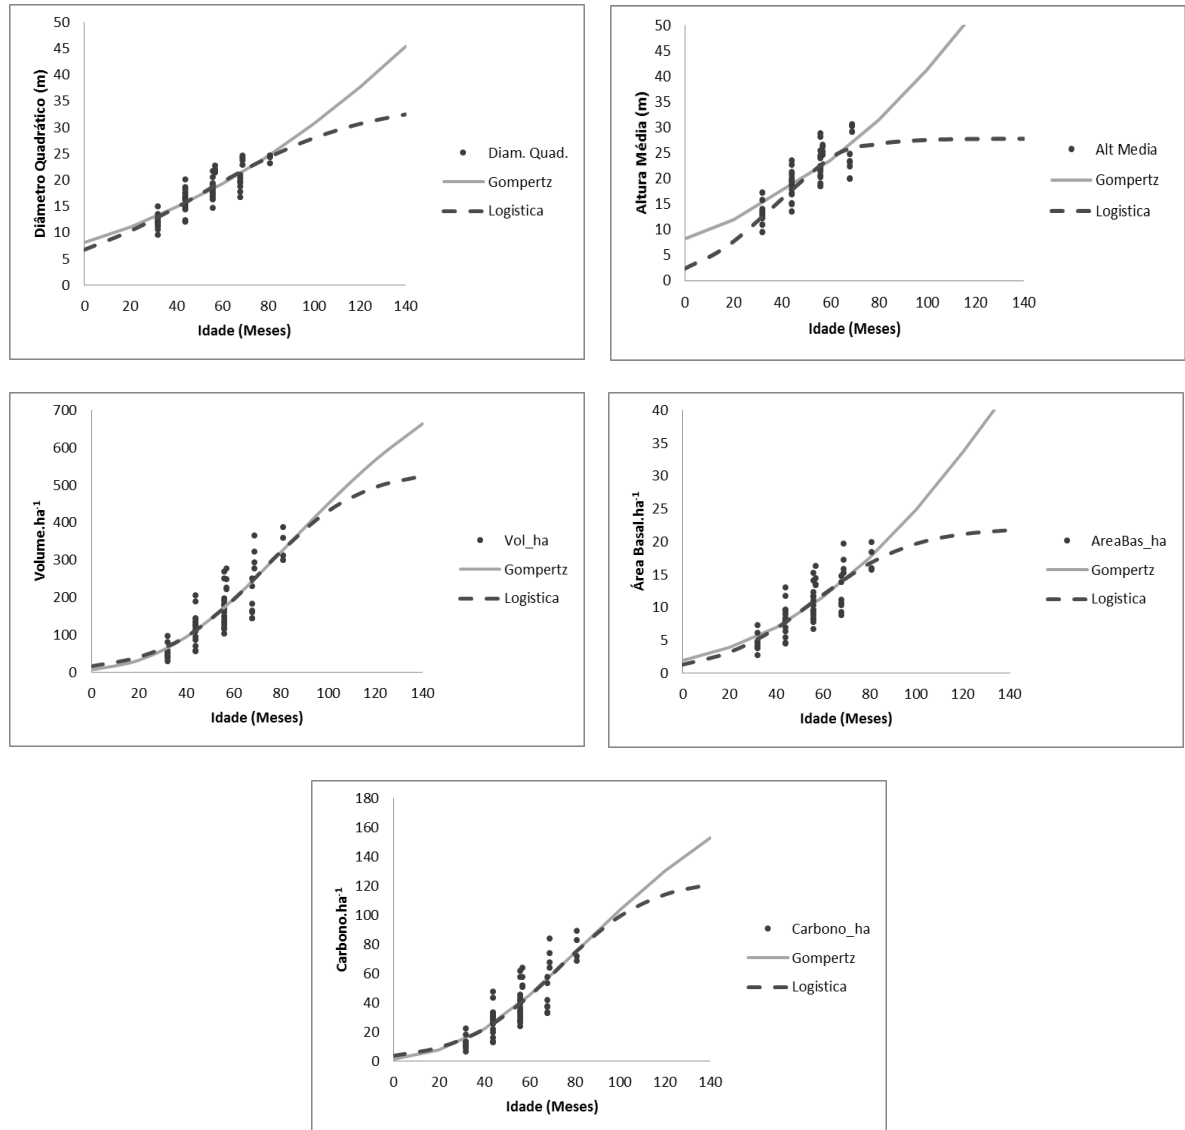 50
45
40
35
30
25
20
15
10
5
0
Diâmetro Quadrático (m)
0 20 40 60 80 100 120 140
Idade (Meses)
Diam. Quad.
Gompertz
Logistica
50
45
40
35
30
25
20
15
10
5
0
Altura Média (m)
0 20 40 60 80 100 120 140
Idade (Meses)
Alt Media
Gompertz
Logistica
700
600
500
400
300
200
100
0
Volume.ha⁻¹
0 20 40 60 80 100 120 140
Idade (Meses)
Vol_ha
Gompertz
Logistica
40
35
30
25
20
15
10
5
0
Área Basal.ha⁻¹
0 20 40 60 80 100 120 140
Idade (Meses)
AreaBas_ha
Gompertz
Logistica
180
160
140
120
100
80
60
40
20
0
Carbono.ha⁻¹
0 20 40 60 80 100 120 140
Idade (Meses)
Carbono_ha
Gompertz
Logistica